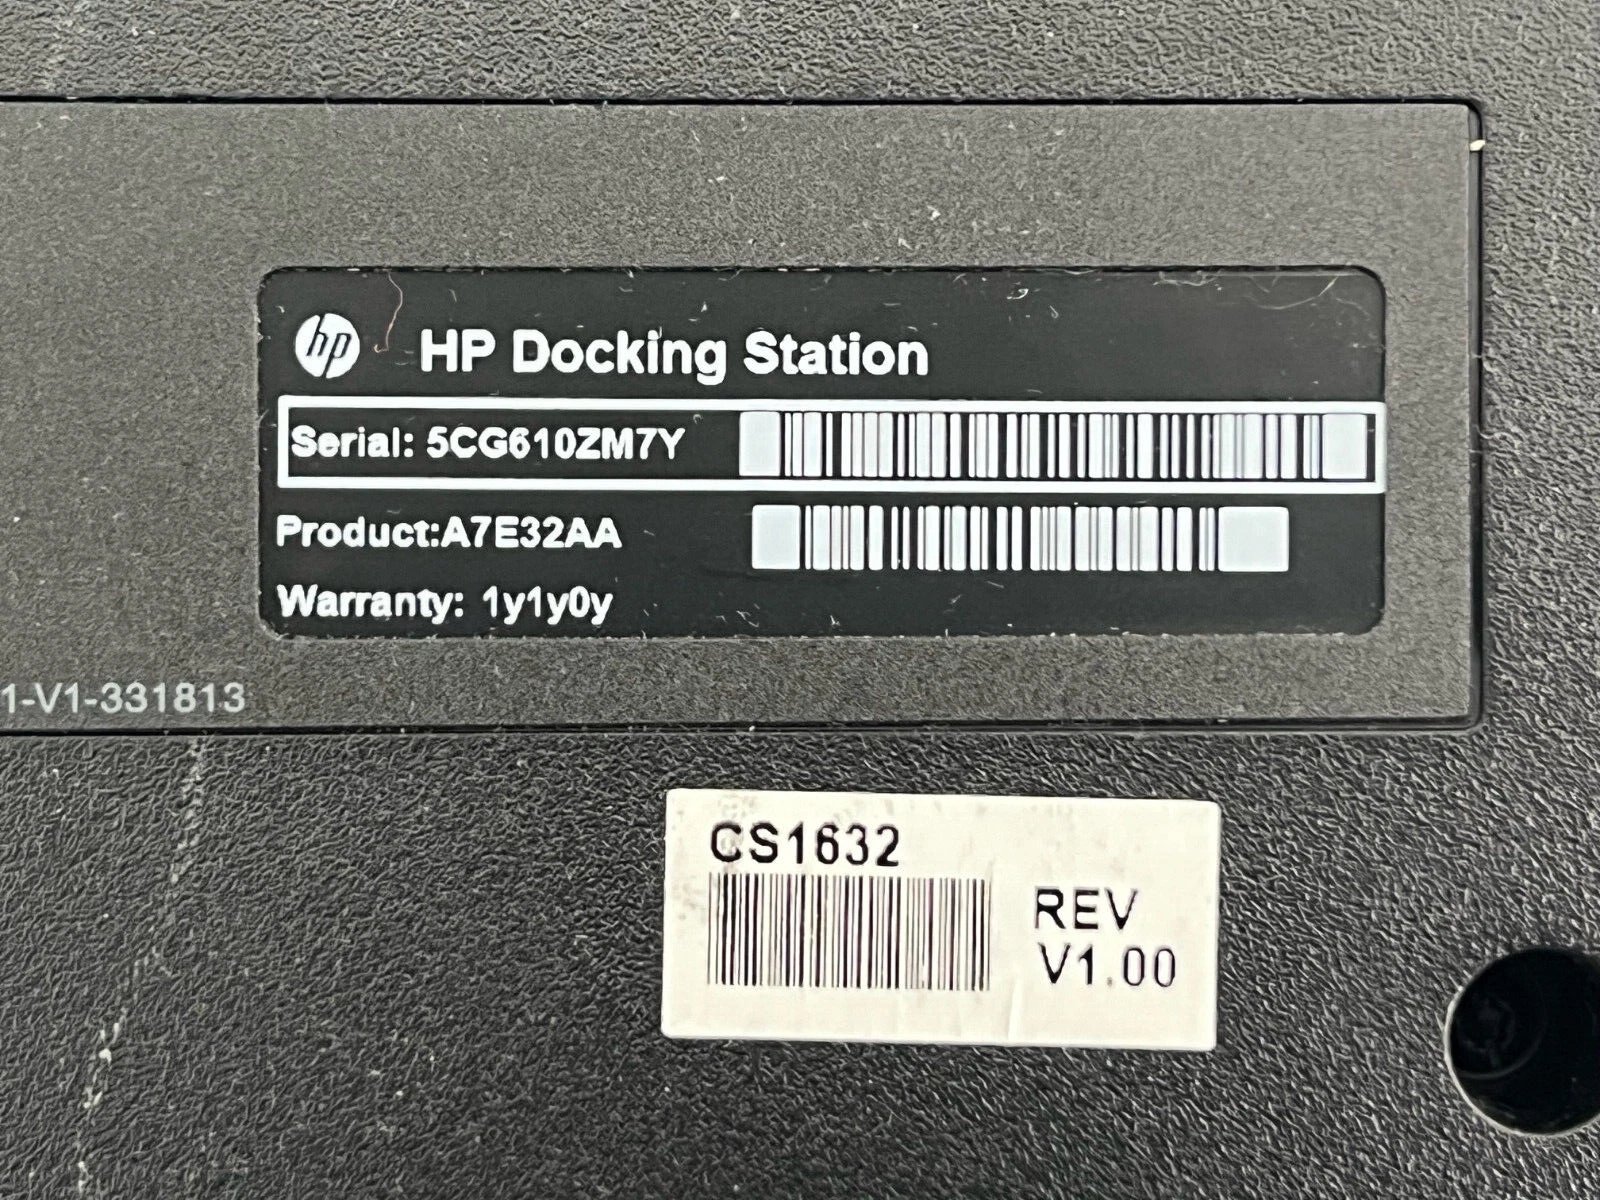 hp HP Docking Station
Serial: 5CG610ZM7Y
Product:A7E32AA
Warranty: 1y1y0y
1-V1-331813
CS1632
REV
V1.00